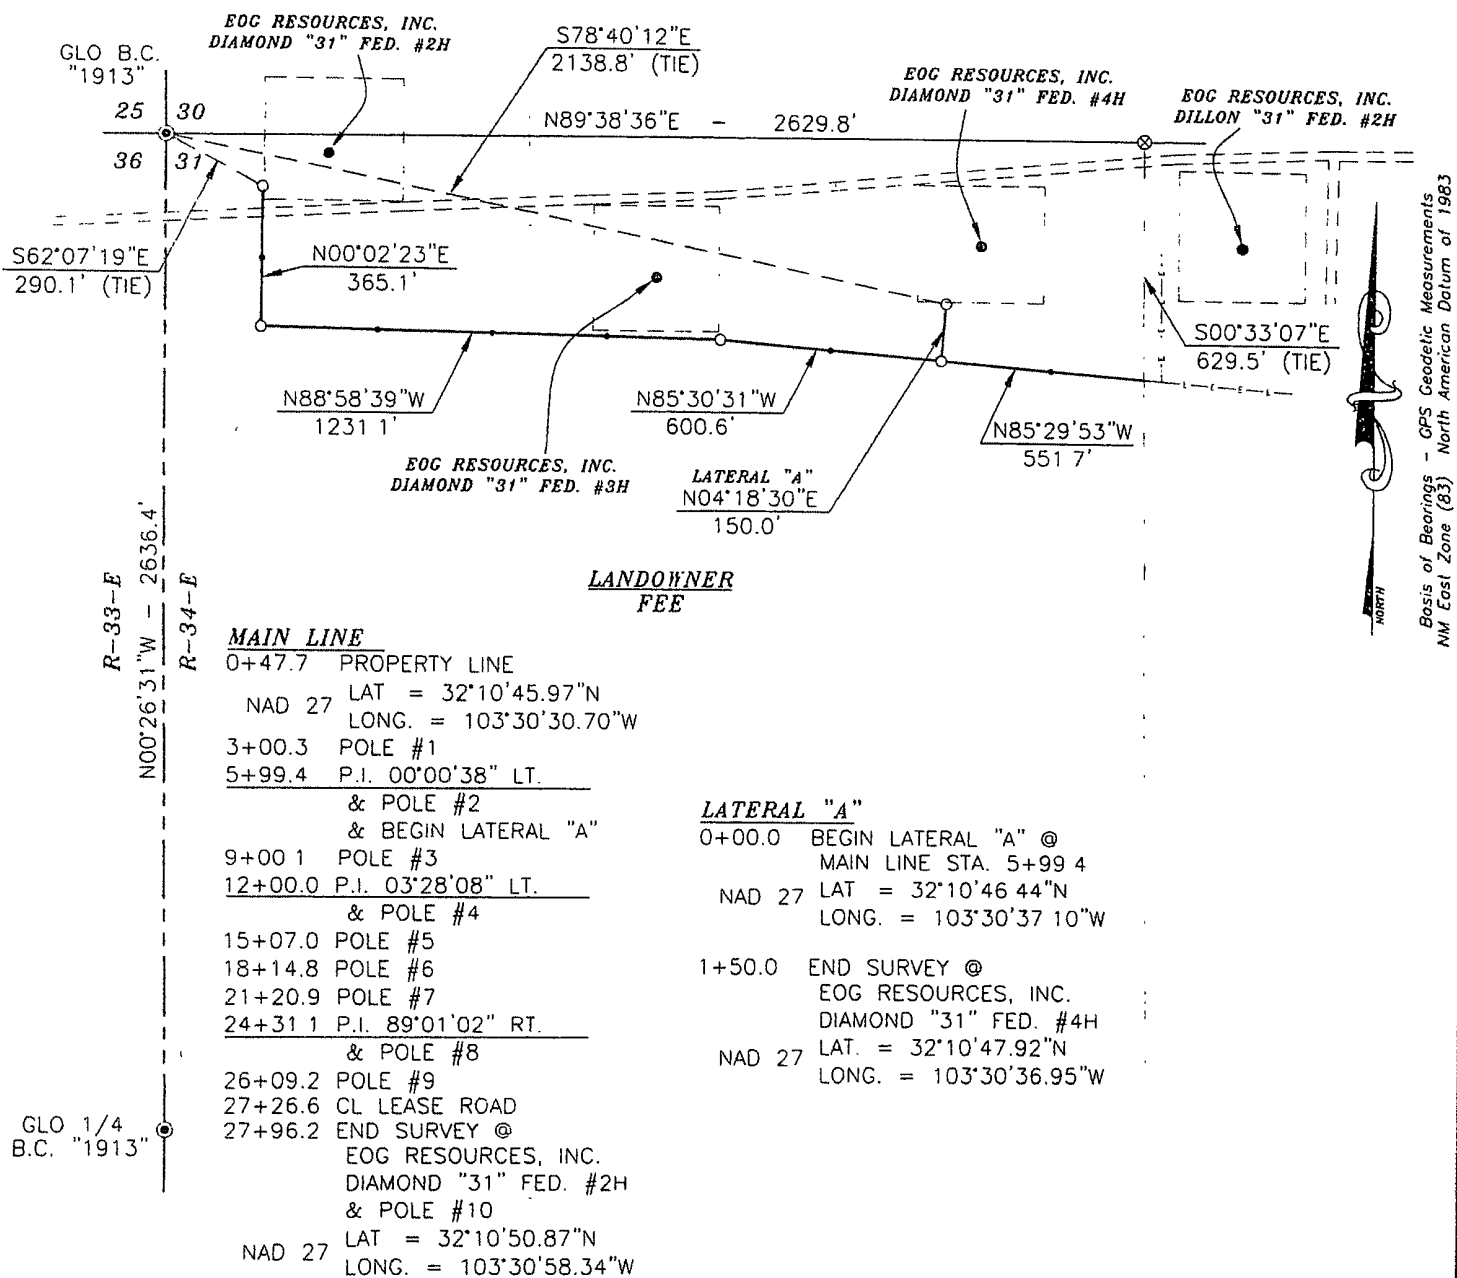 EOG RESOURCES, INC.
DIAMOND "31" FED. #2H
S78°40'12"E
2138.8' (TIE)
GLO B.C.
"1913"
EOG RESOURCES, INC.
DIAMOND "31" FED. #4H
EOG RESOURCES, INC.
DILLON "31" FED. #2H
25 30
N89°38'36"E - 2629.8'
36 31
S62°07'19"E
290.1' (TIE)
N00°02'23"E
365.1'
S00°33'07"E
629.5' (TIE)
N88°58'39"W
1231 1'
N85°30'31"W
600.6'
N85°29'53"W
551 7'
EOG RESOURCES, INC.
DIAMOND "31" FED. #3H
LATERAL "A"
N04°18'30"E
150.0'
NORTH
Basis of Bearings - GPS Geodetic Measurements
NM East Zone (83) North American Datum of 1983
R-33-E
N00°26'31"W - 2636.4'
R-34-E
LANDOWNER
FEE
MAIN LINE
0+47.7 PROPERTY LINE
NAD 27 LAT = 32°10'45.97"N
LONG. = 103°30'30.70"W
3+00.3 POLE #1
5+99.4 P.I. 00°00'38" LT.
& POLE #2
& BEGIN LATERAL "A"
9+00 1 POLE #3
12+00.0 P.I. 03°28'08" LT.
& POLE #4
15+07.0 POLE #5
18+14.8 POLE #6
21+20.9 POLE #7
24+31 1 P.I. 89°01'02" RT.
& POLE #8
26+09.2 POLE #9
27+26.6 CL LEASE ROAD
27+96.2 END SURVEY @
EOG RESOURCES, INC.
DIAMOND "31" FED. #2H
& POLE #10
NAD 27 LAT = 32°10'50.87"N
LONG. = 103°30'58.34"W
LATERAL "A"
0+00.0 BEGIN LATERAL "A" @
MAIN LINE STA. 5+99 4
NAD 27 LAT = 32°10'46 44"N
LONG. = 103°30'37 10"W
1+50.0 END SURVEY @
EOG RESOURCES, INC.
DIAMOND "31" FED. #4H
NAD 27 LAT. = 32°10'47.92"N
LONG. = 103°30'36.95"W
GLO 1/4
B.C. "1913"